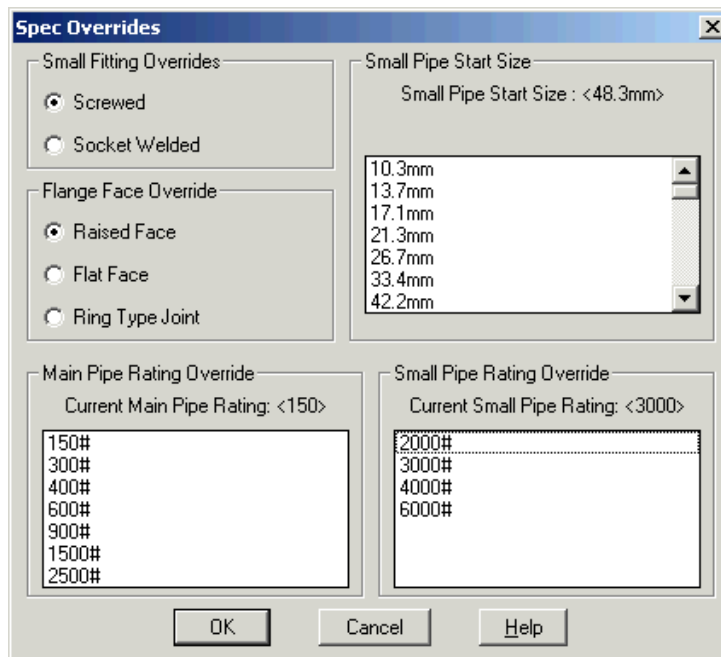 Spec Overrides
Small Fitting Overrides
Screwed
Socket Welded
Flange Face Override
Raised Face
Flat Face
Ring Type Joint
Small Pipe Start Size
Small Pipe Start Size : <48.3mm>
10.3mm
13.7mm
17.1mm
21.3mm
26.7mm
33.4mm
42.2mm
Main Pipe Rating Override
Current Main Pipe Rating: <150>
150#
300#
400#
600#
900#
1500#
2500#
Small Pipe Rating Override
Current Small Pipe Rating: <3000>
2000#
3000#
4000#
6000#
OK
Cancel
Help